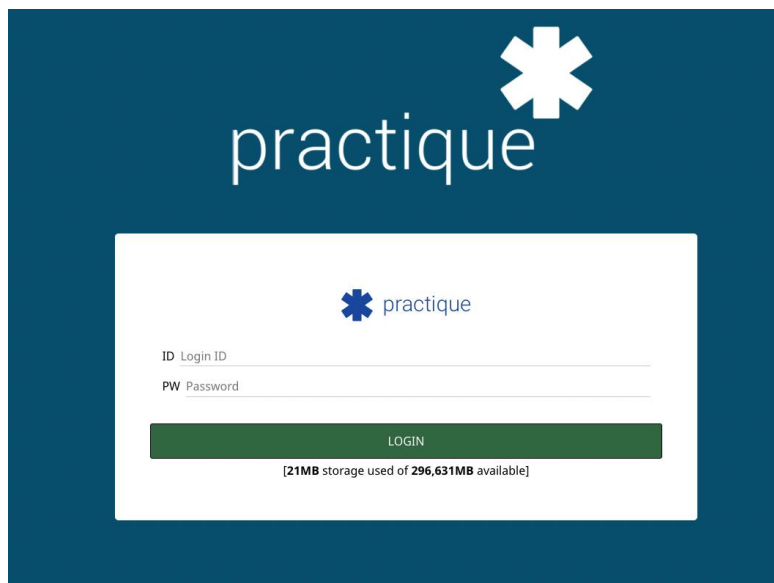 practique
practique
ID Login ID
PW Password
LOGIN
[21MB storage used of 296,631MB available]